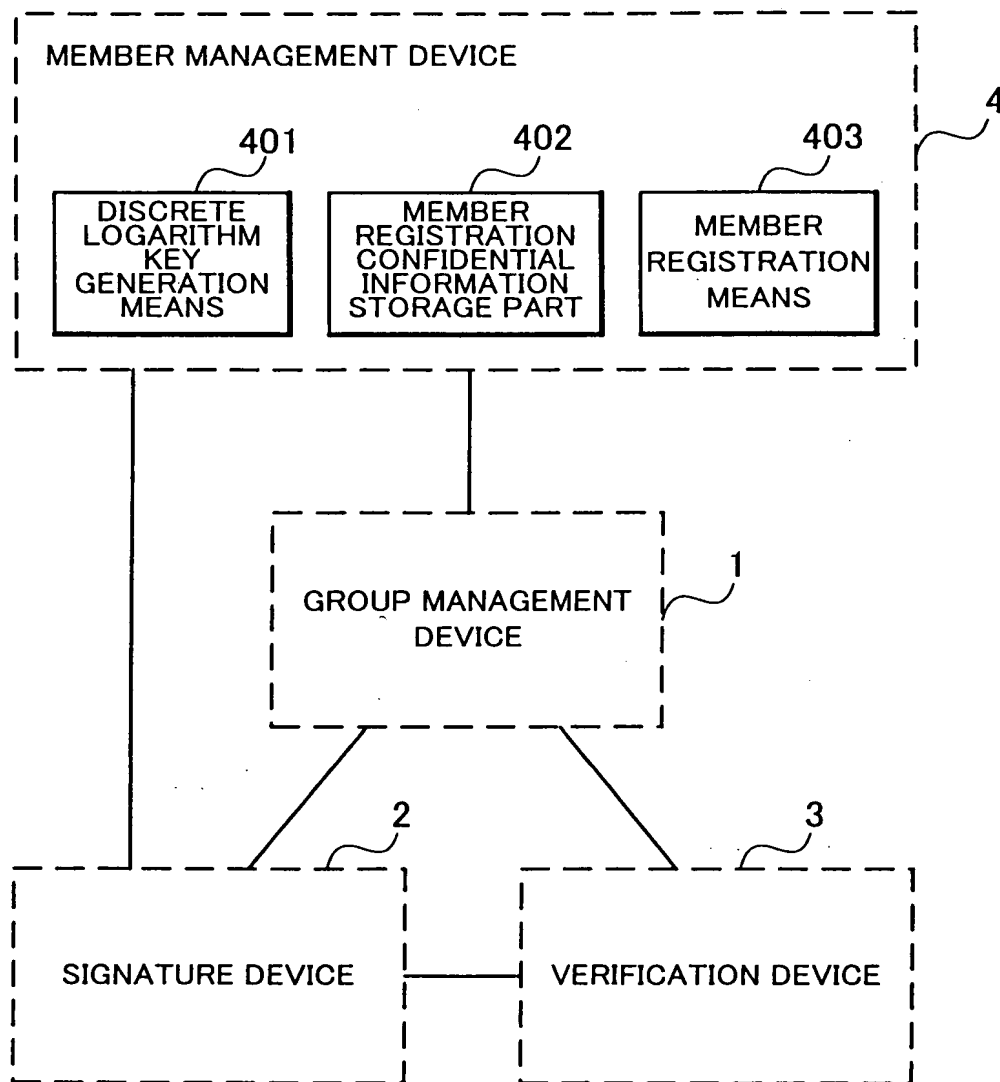 MEMBER MANAGEMENT DEVICE
4
401
402
403
DISCRETE
LOGARITHM
KEY
GENERATION
MEANS
MEMBER
REGISTRATION
CONFIDENTIAL
INFORMATION
STORAGE PART
MEMBER
REGISTRATION
MEANS
1
GROUP MANAGEMENT
DEVICE
2
3
SIGNATURE DEVICE
VERIFICATION DEVICE